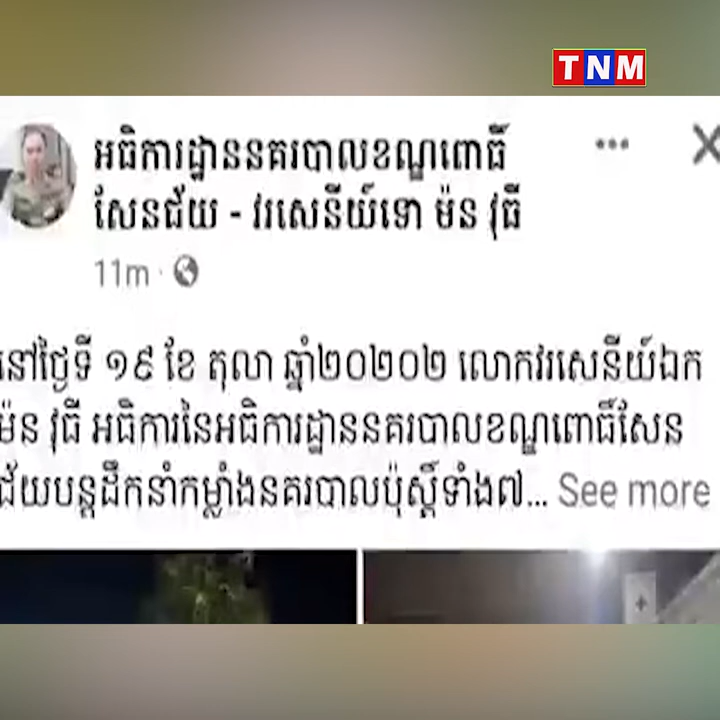 TNM
អធិការដ្ឋាននគរបាលខណ្ឌពោធិ៍
សែនជ័យ - វរសេនីយ៍ទោ ម៉ន វុធី
11m ·
នៅថ្ងៃទី ១៩ ខែ តុលា ឆ្នាំ២០២០២ លោកវរសេនីយ៍ឯក
ម៉ន វុធី អធិការនៃអធិការដ្ឋាននគរបាលខណ្ឌពោធិ៍សែន
ជ័យបន្តដឹកនាំកម្លាំងនគរបាលប៉ុស្តិ៍ទាំង៧... See more